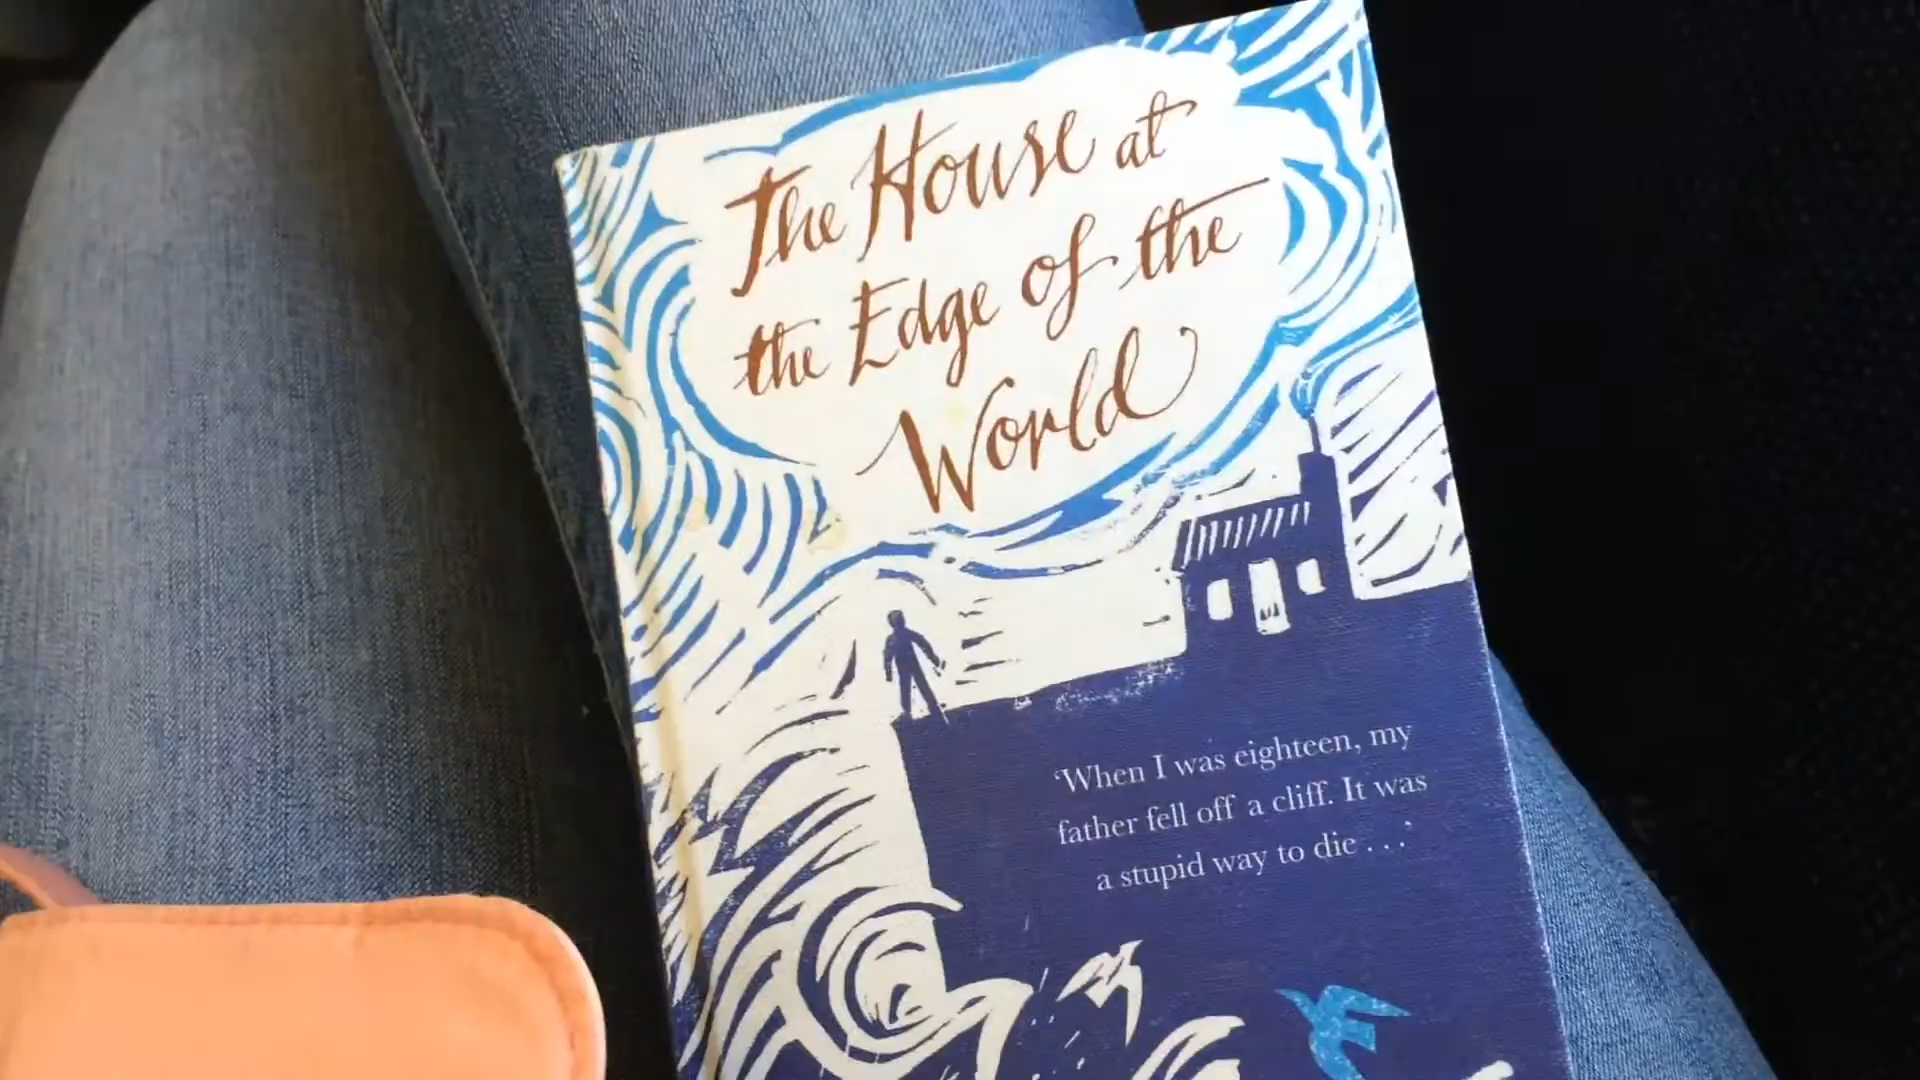 The House at
the Edge of the
World
‘When I was eighteen, my
father fell off a cliff. It was
a stupid way to die . . .’